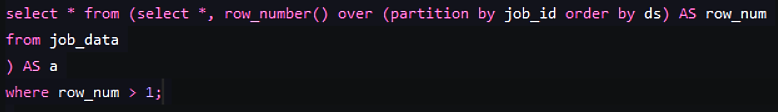 select * from (select *, row_number() over (partition by job_id order by ds) AS row_num
from job_data
) AS a
where row_num > 1;